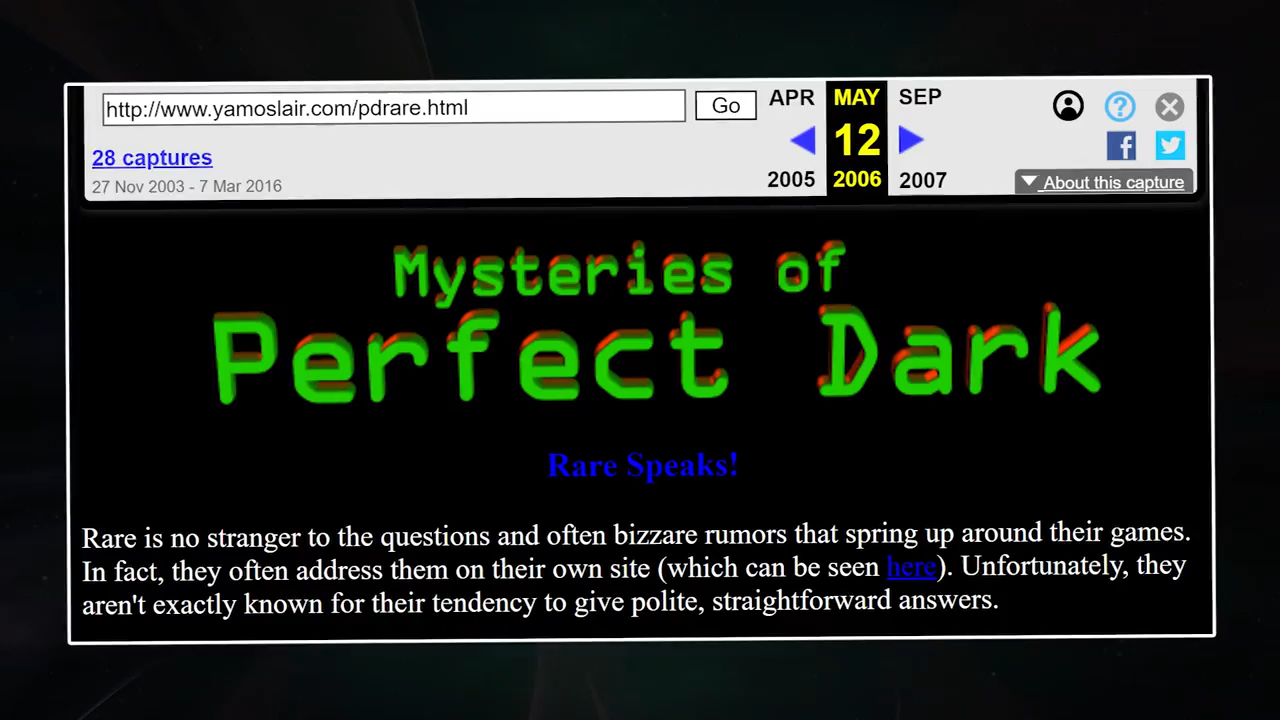 http://www.yamoslair.com/pdrare.html Go APR MAY SEP
28 captures 12
27 Nov 2003 - 7 Mar 2016 2005 2006 2007 About this capture
Mysteries of
Perfect Dark
Rare Speaks!
Rare is no stranger to the questions and often bizzare rumors that spring up around their games.
In fact, they often address them on their own site (which can be seen here). Unfortunately, they
aren't exactly known for their tendency to give polite, straightforward answers.